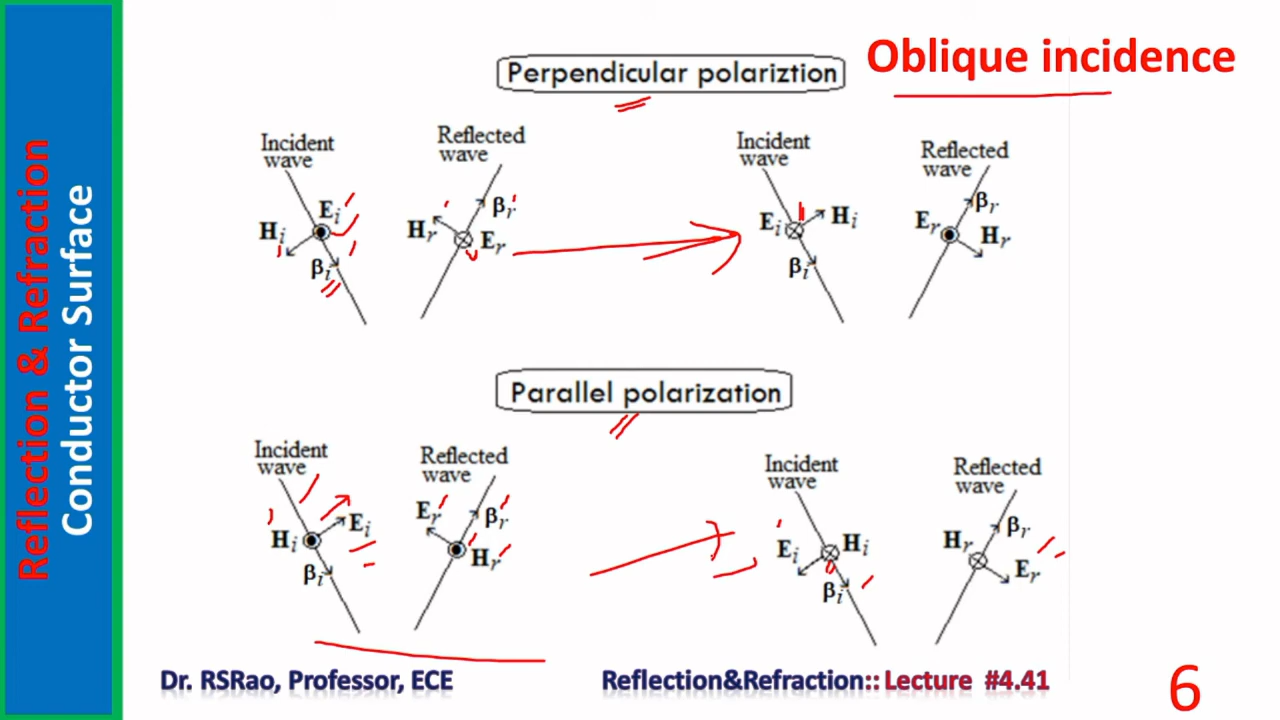 Reflection & Refraction
Conductor Surface
Oblique incidence
Perpendicular polariztion
Incident
wave
E_i
H_i
β_i
Reflected
wave
β_r
H_r
E_r
Incident
wave
E_i
H_i
β_i
Reflected
wave
β_r
E_r
H_r
Parallel polarization
Incident
wave
E_i
H_i
β_i
Reflected
wave
E_r
β_r
H_r
Incident
wave
E_i
H_i
β_i
Reflected
wave
β_r
H_r
E_r
Dr. RSRao, Professor, ECE
Reflection&Refraction:: Lecture #4.41
6